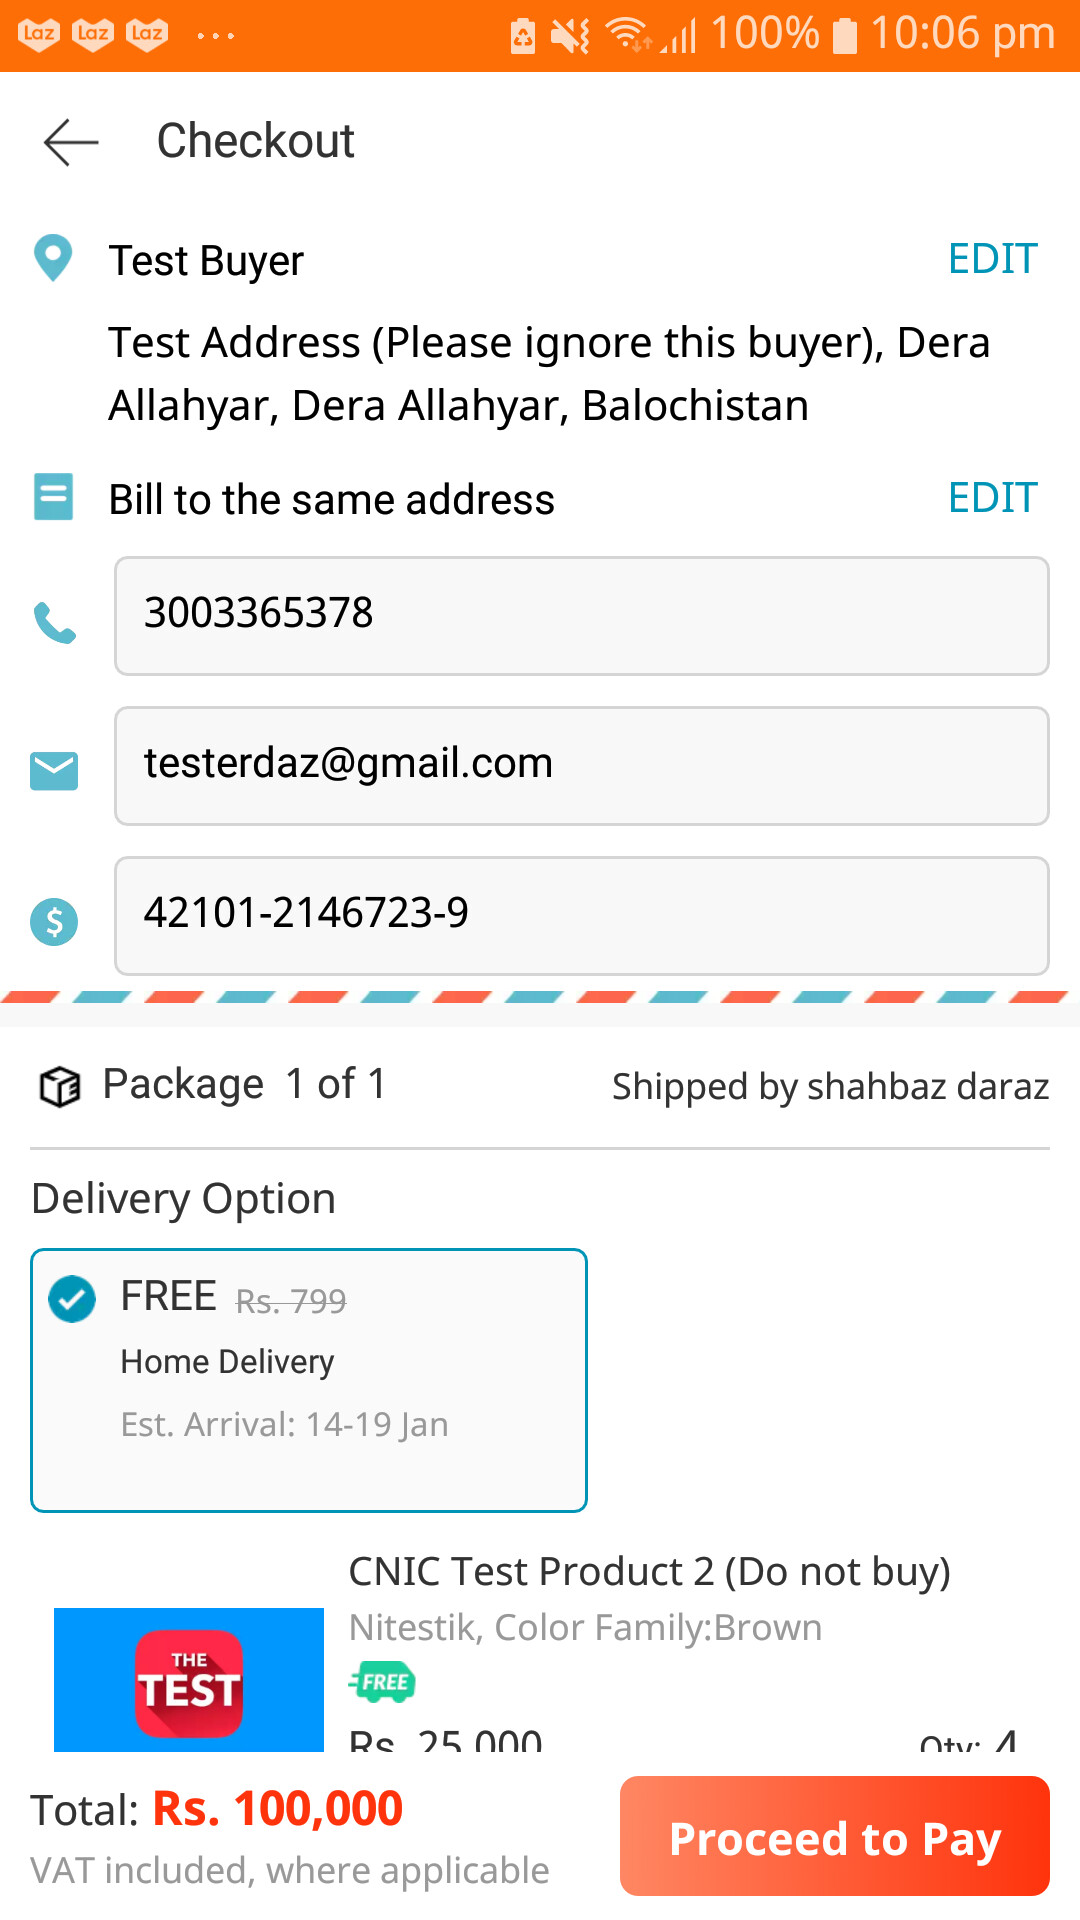 Laz Laz Laz ... 100% 10:06 pm
Checkout
Test Buyer EDIT
Test Address (Please ignore this buyer), Dera
Allahyar, Dera Allahyar, Balochistan
Bill to the same address EDIT
3003365378
testerdaz@gmail.com
$ 42101-2146723-9
Package 1 of 1 Shipped by shahbaz daraz
Delivery Option
FREE Rs. 799
Home Delivery
Est. Arrival: 14-19 Jan
CNIC Test Product 2 (Do not buy)
Nitestik, Color Family:Brown
THE
TEST
FREE
Rs. 25,000 Qty: 4
Total: Rs. 100,000
VAT included, where applicable
Proceed to Pay